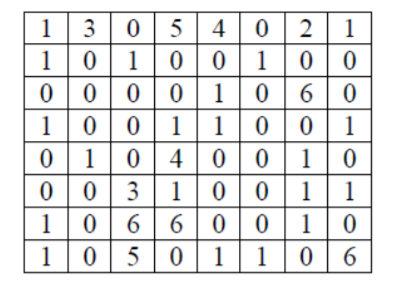 1 3 0 5 4 0 2 1
1 0 1 0 0 1 0 0
0 0 0 0 1 0 6 0
1 0 0 1 1 0 0 1
0 1 0 4 0 0 1 0
0 0 3 1 0 0 1 1
1 0 6 6 0 0 1 0
1 0 5 0 1 1 0 6